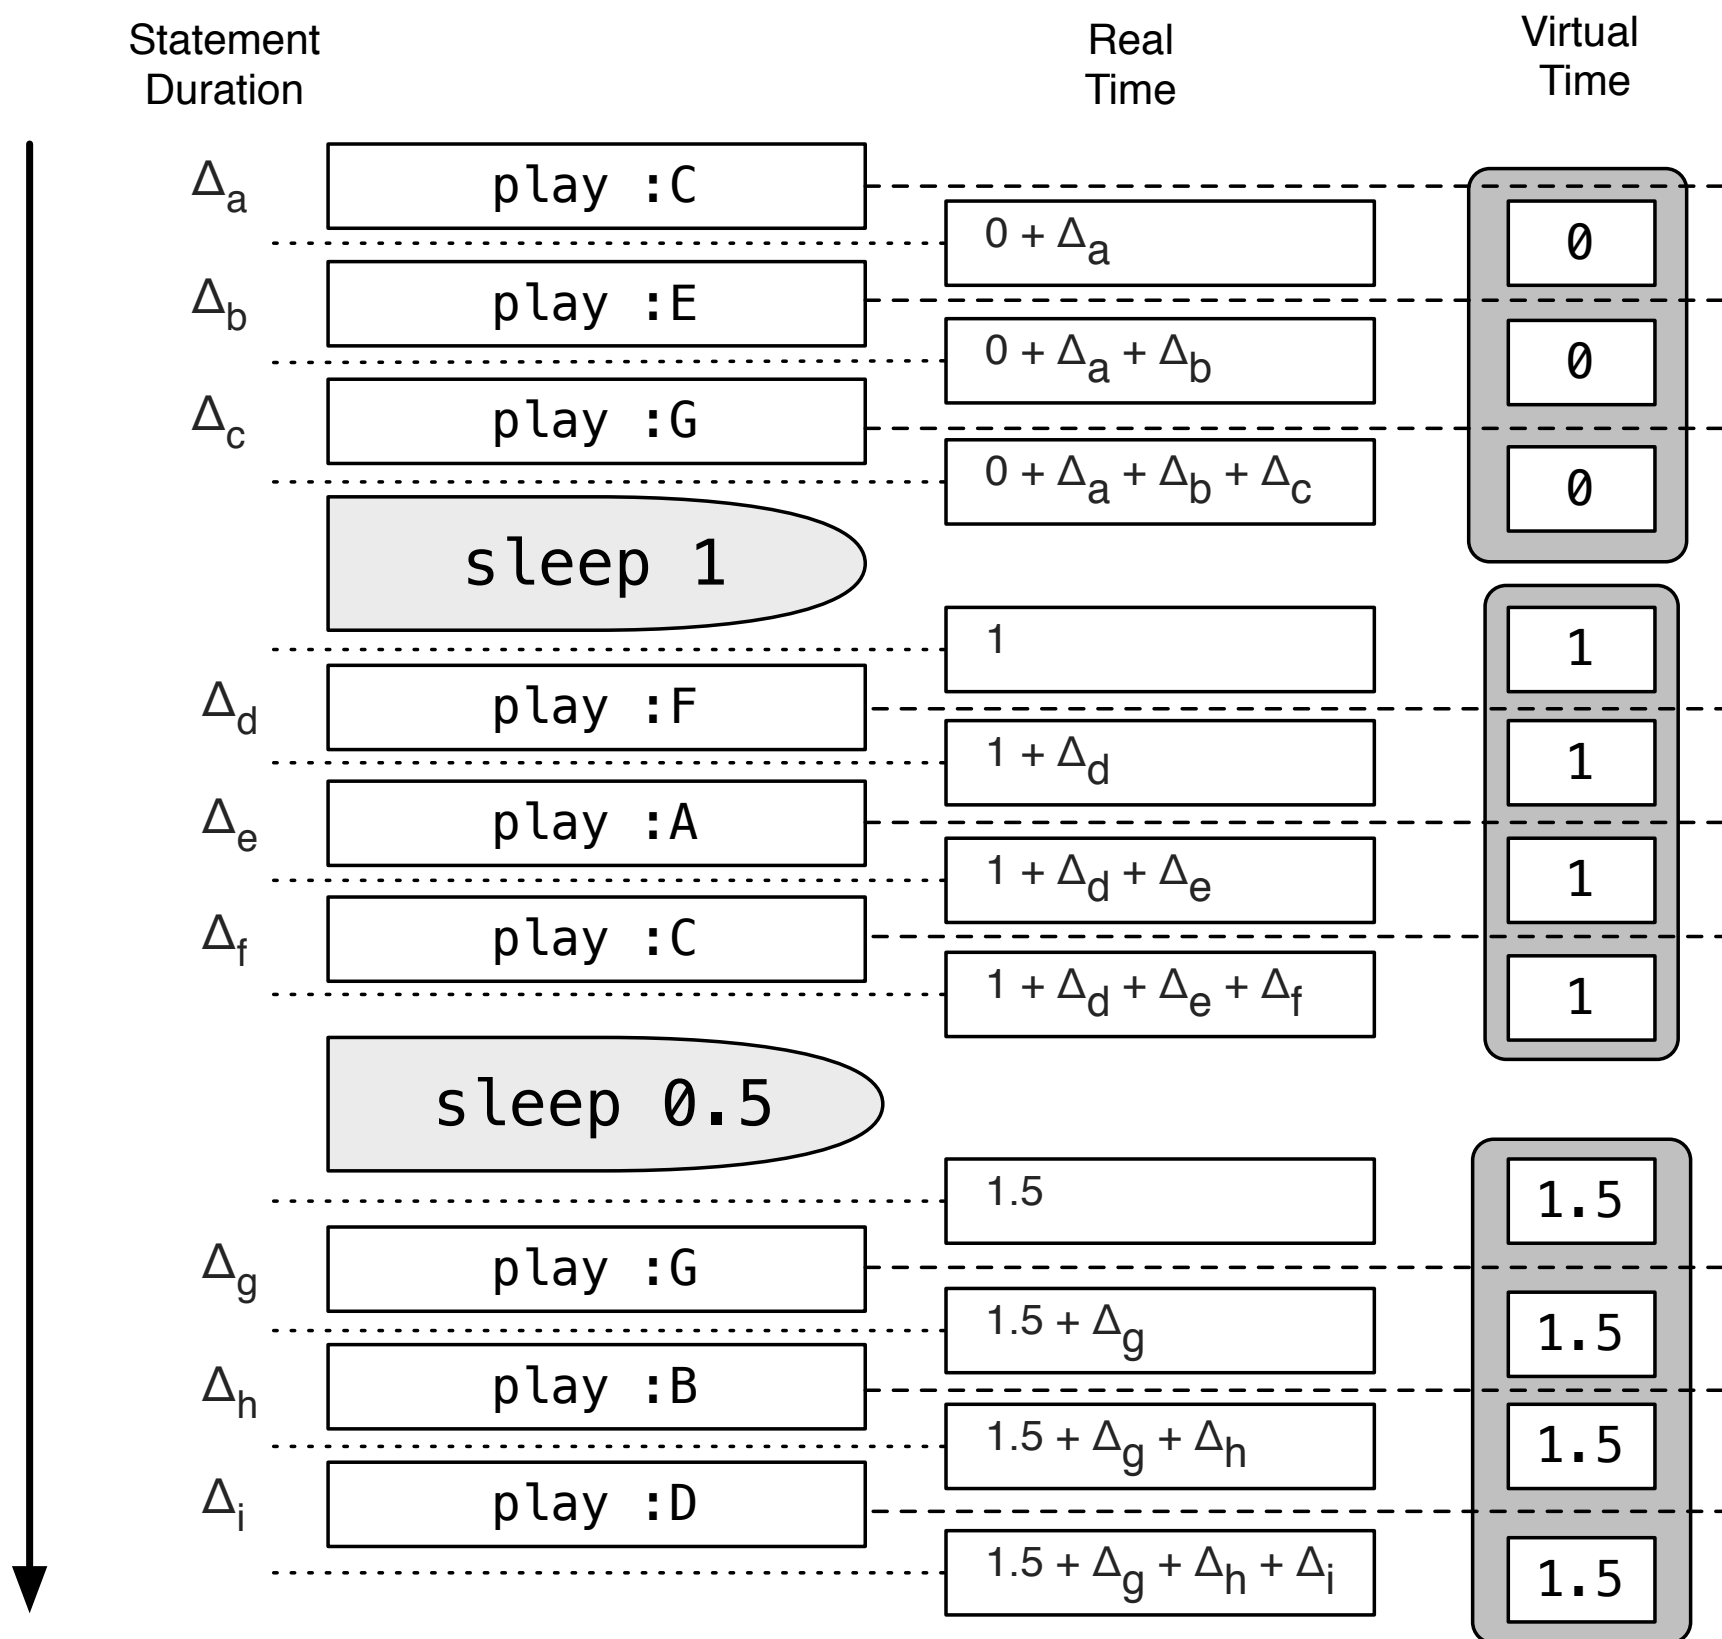 Statement
Duration
Real
Time
Virtual
Time
Δa
play :C
0 + Δa
0
Δb
play :E
0 + Δa + Δb
0
Δc
play :G
0 + Δa + Δb + Δc
0
sleep 1
1
1
Δd
play :F
1 + Δd
1
Δe
play :A
1 + Δd + Δe
1
Δf
play :C
1 + Δd + Δe + Δf
1
sleep 0.5
1.5
1.5
Δg
play :G
1.5 + Δg
1.5
Δh
play :B
1.5 + Δg + Δh
1.5
Δi
play :D
1.5 + Δg + Δh + Δi
1.5